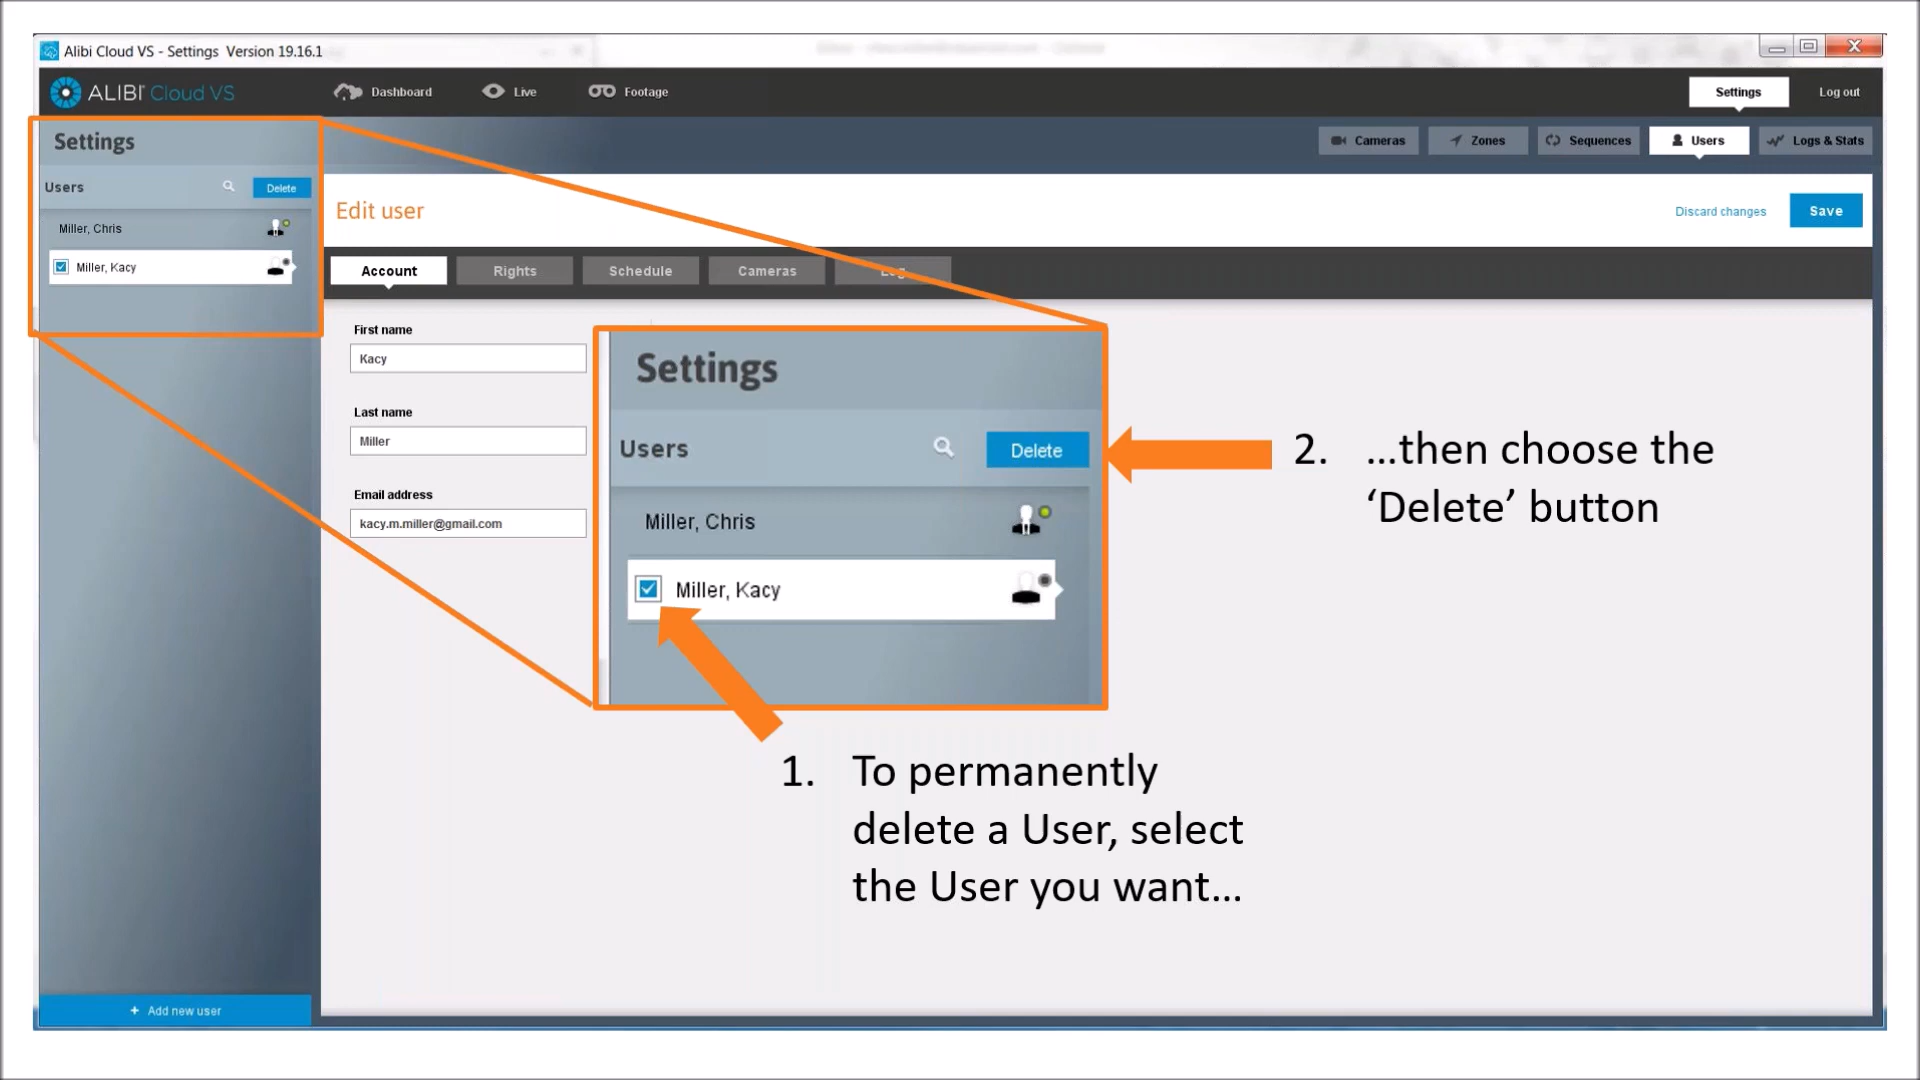 Alibi Cloud VS - Settings Version 19.16.1
ALIBI Cloud VS
Dashboard
Live
Footage
Settings
Log out
Settings
Cameras
Zones
Sequences
Users
Logs & Stats
Users
Delete
Miller, Chris
Miller, Kacy
Edit user
Discard changes
Save
Account
Rights
Schedule
Cameras
First name
Kacy
Last name
Miller
Email address
kacy.m.miller@gmail.com
Settings
Users
Delete
Miller, Chris
Miller, Kacy
2. ...then choose the
‘Delete’ button
1. To permanently
delete a User, select
the User you want...
+ Add new user